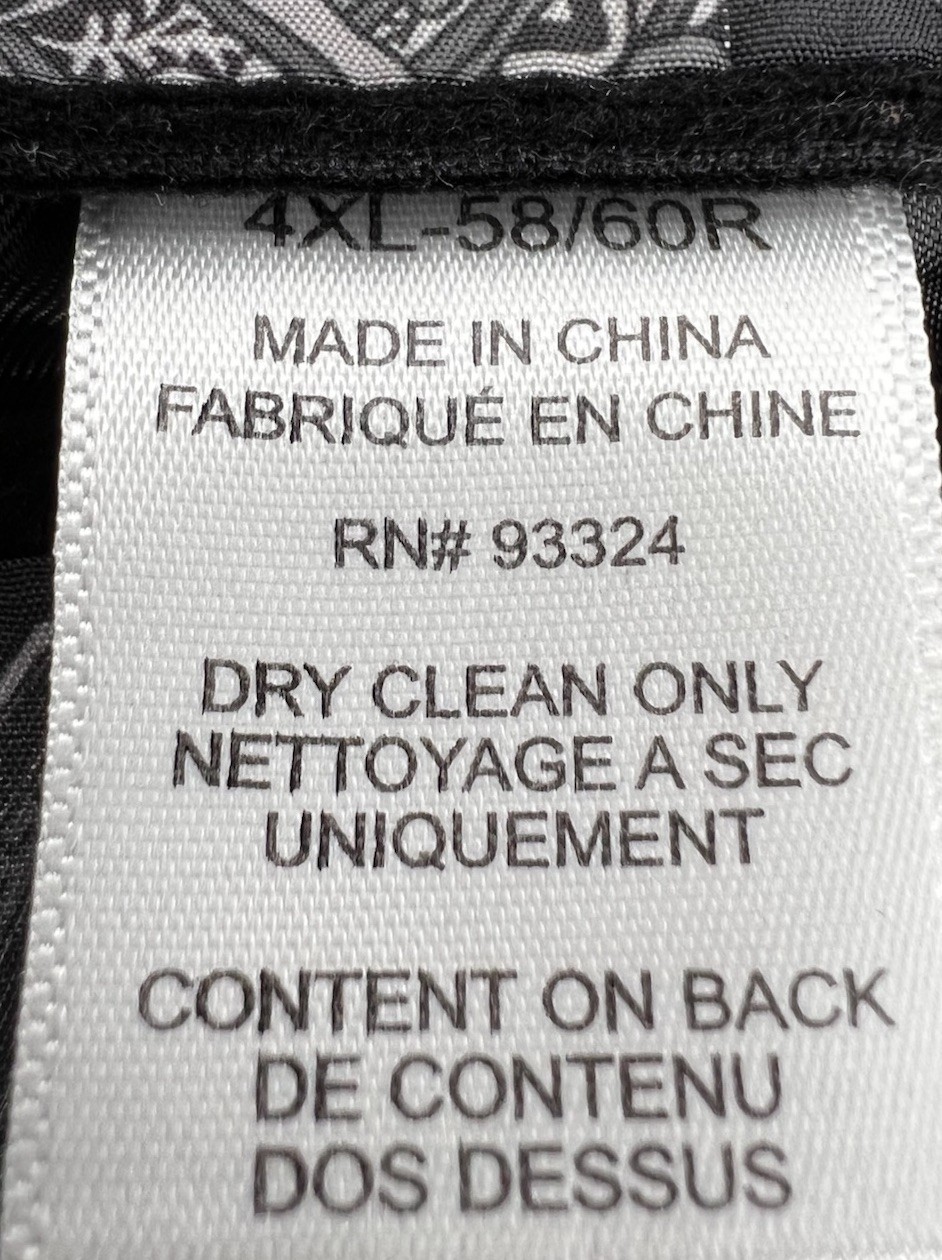 4XL-58/60R
MADE IN CHINA
FABRIQUÉ EN CHINE
RN# 93324
DRY CLEAN ONLY
NETTOYAGE A SEC
UNIQUEMENT
CONTENT ON BACK
DE CONTENU
DOS DESSUS